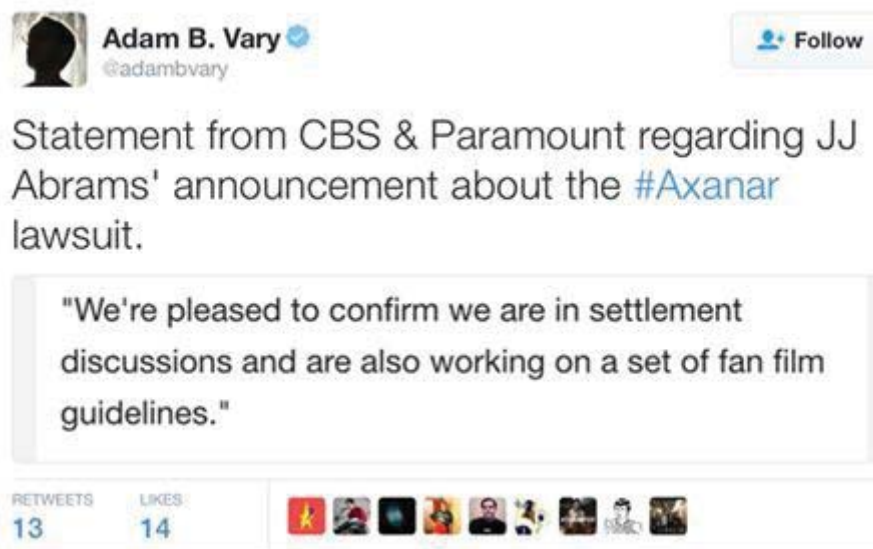 Adam B. Vary
@adambvary
Follow
Statement from CBS & Paramount regarding JJ
Abrams' announcement about the #Axanar
lawsuit.
"We're pleased to confirm we are in settlement
discussions and are also working on a set of fan film
guidelines."
RETWEETS LIKES
13 14